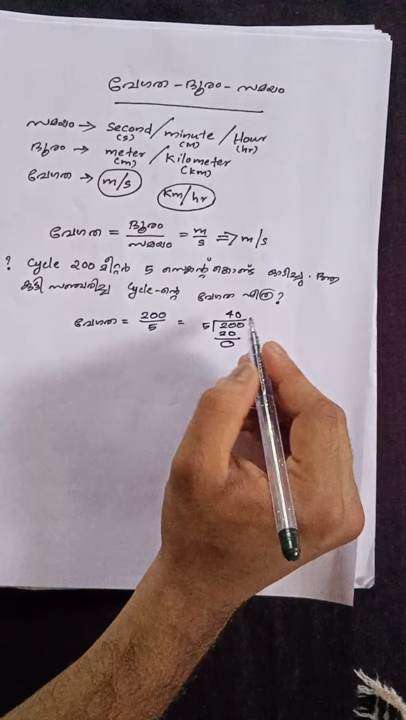 വേഗത - ദൂരം - സമയം
സമയം → Second (s) / minute (M) / Hour (hr)
ദൂരം → meter (m) / Kilometer (km)
വേഗത → m/s Km/hr
വേഗത = ദൂരം / സമയം = m/s ⇒ m/s
? Cycle 200 മീറ്റർ 5 സെക്കന്റ് കൊണ്ട് ഓടിച്ചു.
കുട്ടി സഞ്ചരിച്ച Cycle-ന്റെ വേഗത എത്ര?
വേഗത = 200/5 = 40
5 200
20
0